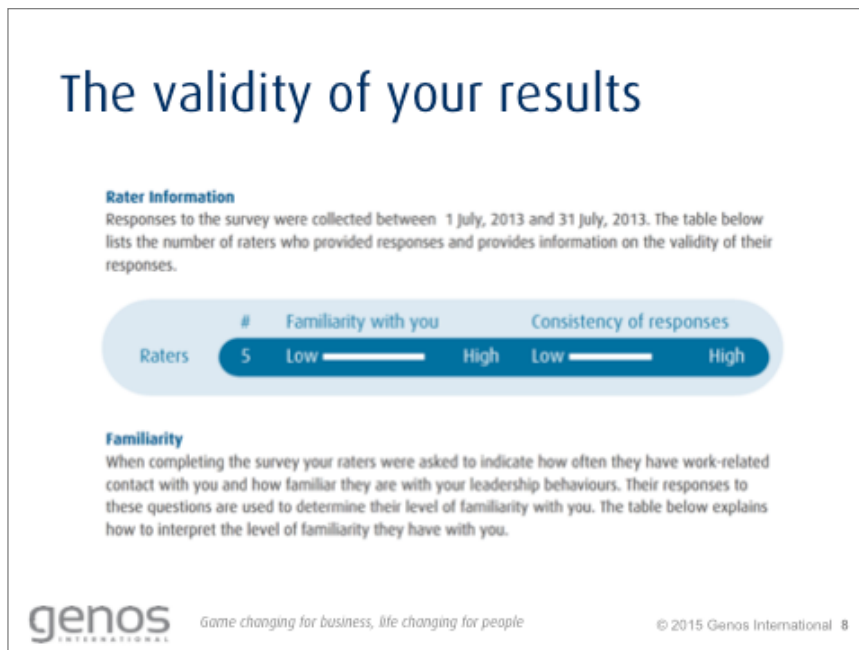 The validity of your results
Rater Information
Responses to the survey were collected between 1 July, 2013 and 31 July, 2013. The table below
lists the number of raters who provided responses and provides information on the validity of their
responses.
# Familiarity with you Consistency of responses
Raters 5 Low High Low High
Familiarity
When completing the survey your raters were asked to indicate how often they have work-related
contact with you and how familiar they are with your leadership behaviours. Their responses to
these questions are used to determine their level of familiarity with you. The table below explains
how to interpret the level of familiarity they have with you.
genos
INTERNATIONAL
Game changing for business, life changing for people
© 2015 Genos International 8